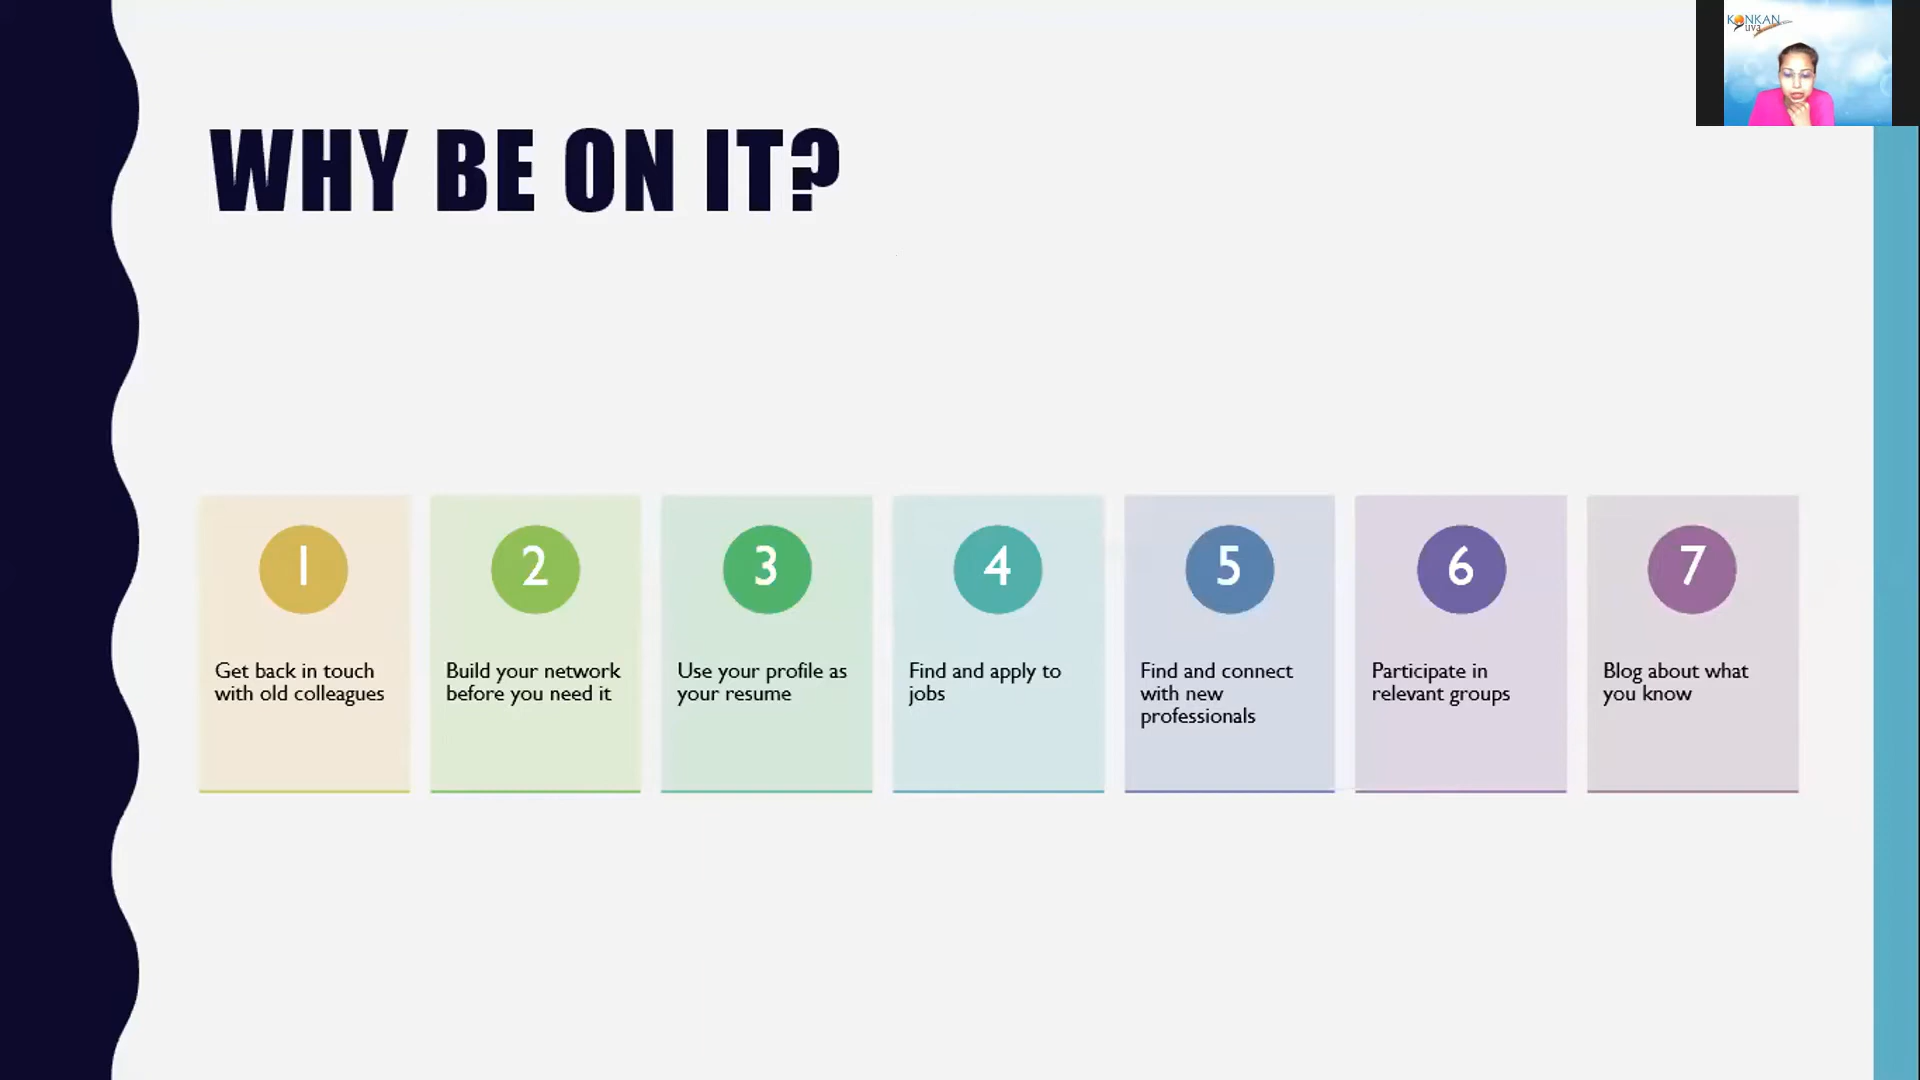 KONKAN
uva
WHY BE ON IT?
1
Get back in touch
with old colleagues
2
Build your network
before you need it
3
Use your profile as
your resume
4
Find and apply to
jobs
5
Find and connect
with new
professionals
6
Participate in
relevant groups
7
Blog about what
you know